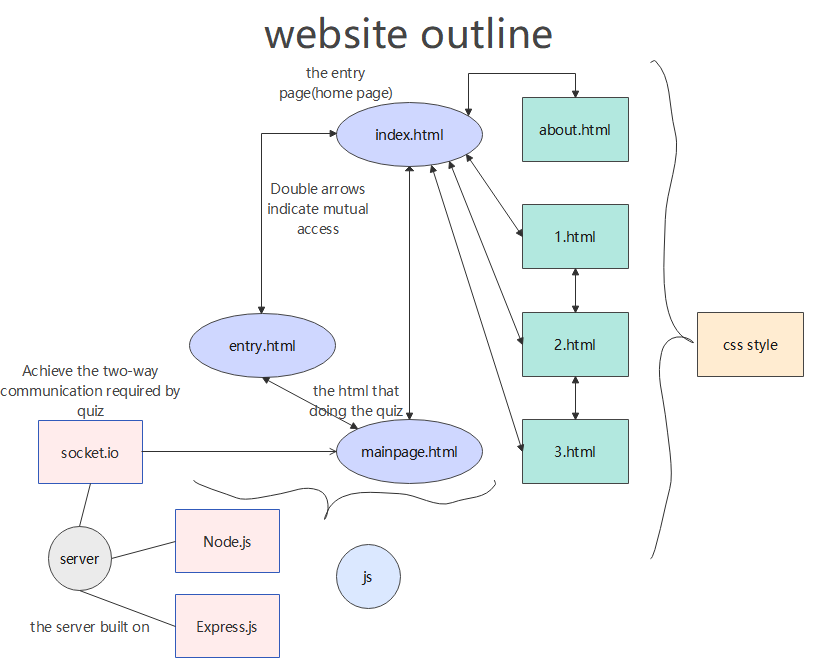 website outline
the entry
page(home page)
index.html
about.html
Double arrows
indicate mutual
access
1.html
entry.html
2.html
css style
Achieve the two-way
communication required by
quiz
the html that
doing the quiz
socket.io
mainpage.html
3.html
server
Node.js
js
the server built on
Express.js